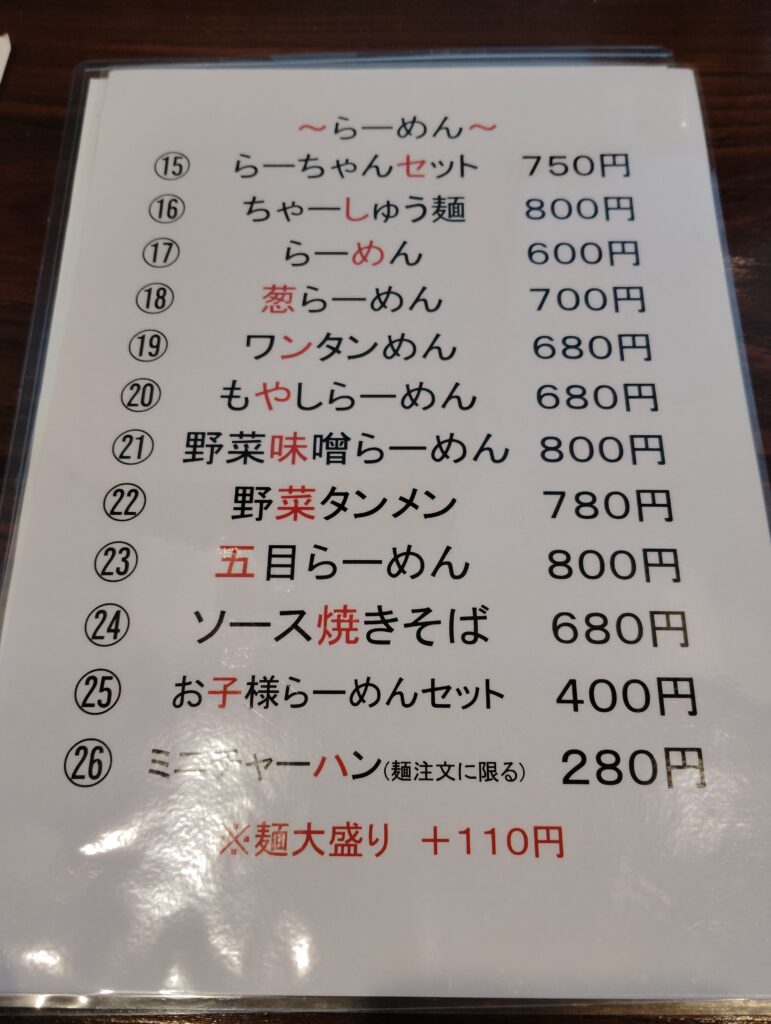 ～らーめん～
⑮ らーちゃんセット 750円
⑯ ちゃーしゅう麺 800円
⑰ らーめん 600円
⑱ 葱らーめん 700円
⑲ ワンタンめん 680円
⑳ もやしらーめん 680円
㉑ 野菜味噌らーめん 800円
㉒ 野菜タンメン 780円
㉓ 五目らーめん 800円
㉔ ソース焼きそば 680円
㉕ お子様らーめんセット 400円
㉖ ミニチャーハン(麺注文に限る) 280円
※麺大盛り ＋110円